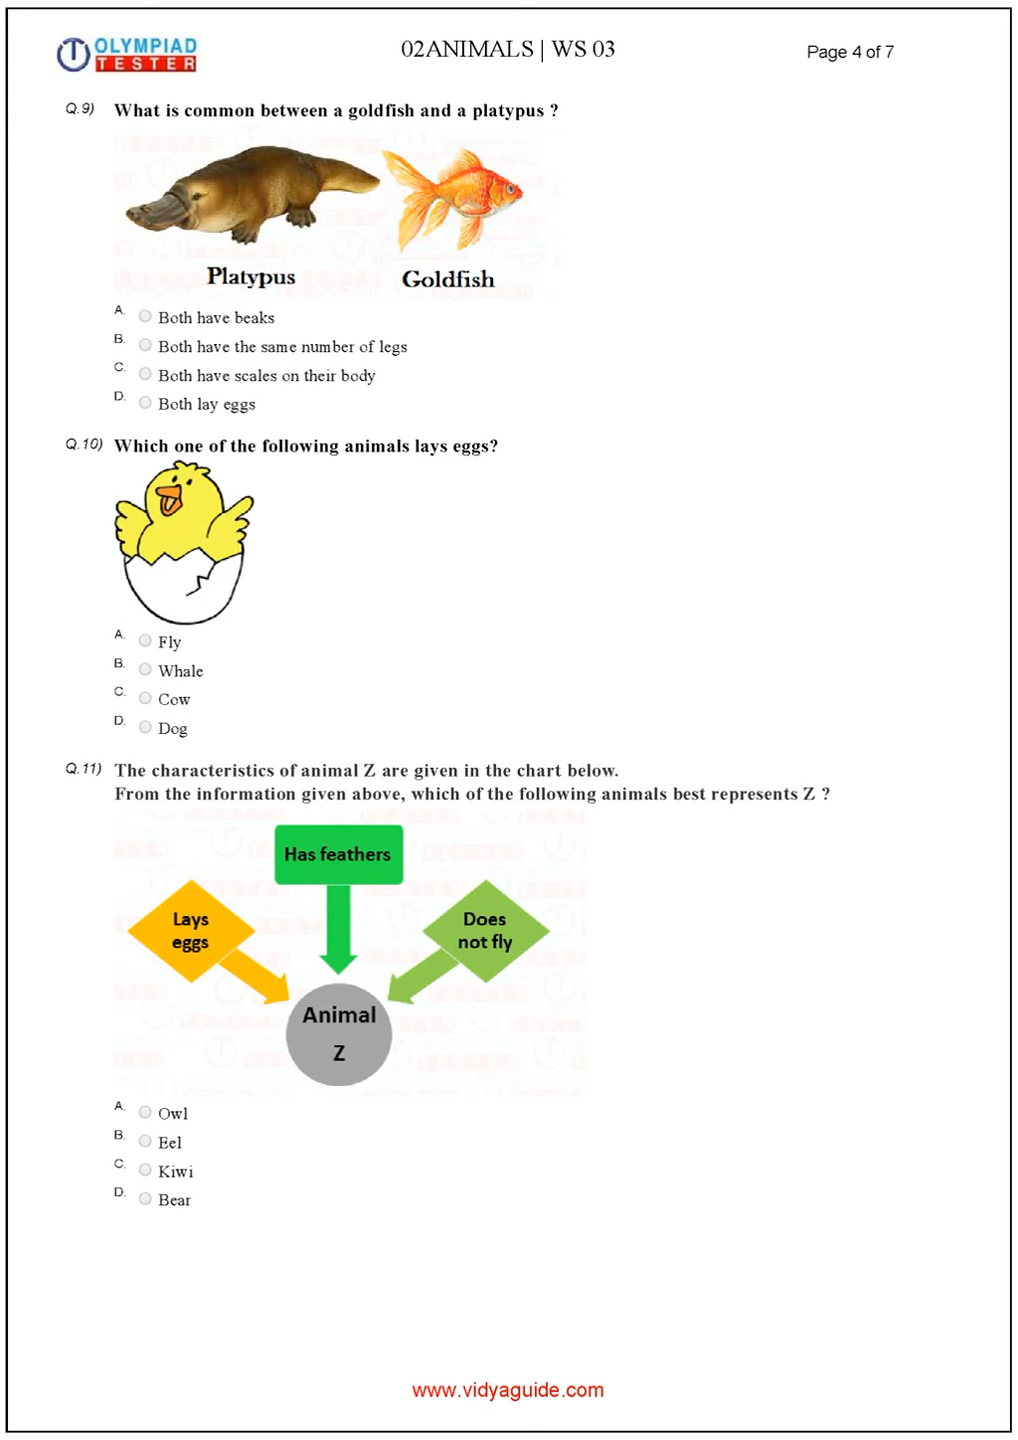 OLYMPIAD
TESTER
02ANIMALS | WS 03
Page 4 of 7
Q.9) What is common between a goldfish and a platypus ?
Platypus
Goldfish
A. Both have beaks
B. Both have the same number of legs
C. Both have scales on their body
D. Both lay eggs
Q.10) Which one of the following animals lays eggs?
A. Fly
B. Whale
C. Cow
D. Dog
Q.11) The characteristics of animal Z are given in the chart below.
From the information given above, which of the following animals best represents Z ?
Has feathers
Lays
eggs
Does
not fly
Animal
Z
A. Owl
B. Eel
C. Kiwi
D. Bear
www.vidyaguide.com